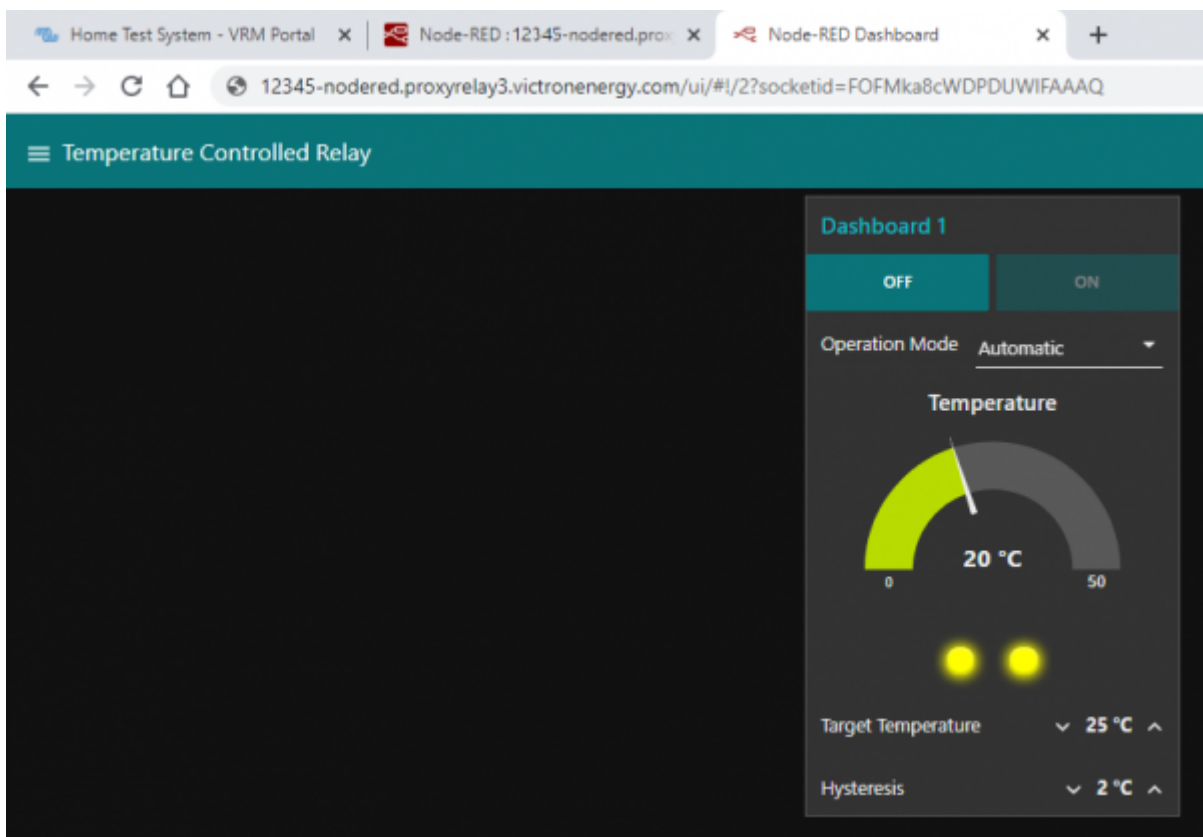 Home Test System - VRM Portal
Node-RED : 12345-nodered.prox
Node-RED Dashboard
12345-nodered.proxyrelay3.victronenergy.com/ui/#!/2?socketid=FOFMka8cWDPDUWIFAAAQ
Temperature Controlled Relay
Dashboard 1
OFF ON
Operation Mode Automatic
Temperature
20 °C
0 50
Target Temperature 25 °C
Hysteresis 2 °C